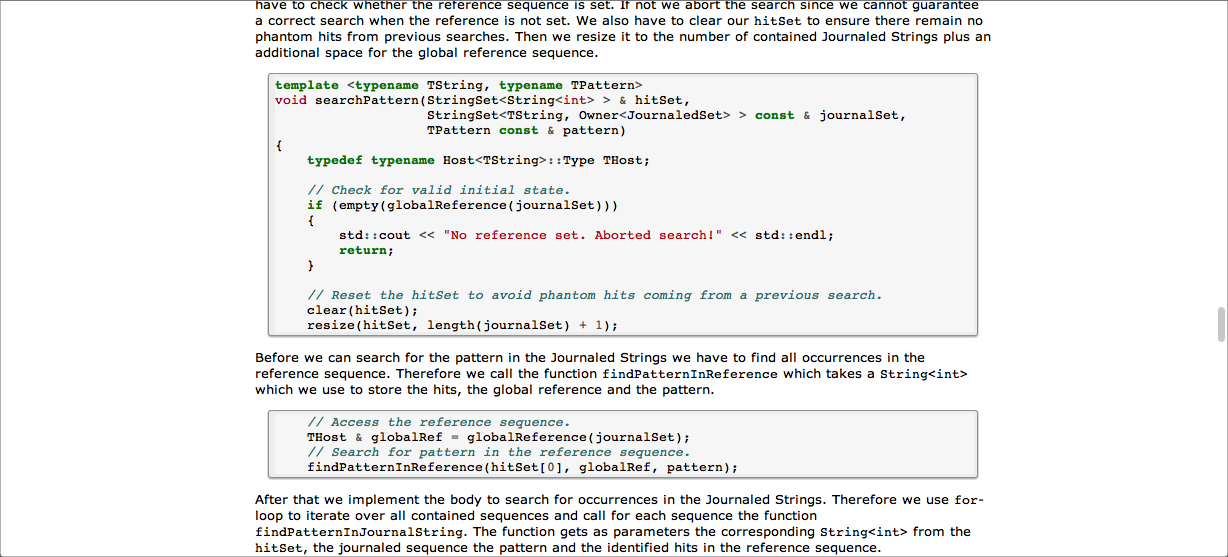 have to check whether the reference sequence is set. If not we abort the search since we cannot guarantee
a correct search when the reference is not set. We also have to clear our hitSet to ensure there remain no
phantom hits from previous searches. Then we resize it to the number of contained Journaled Strings plus an
additional space for the global reference sequence.
template <typename TString, typename TPattern>
void searchPattern(StringSet<String<int> > & hitSet,
                   StringSet<TString, Owner<JournaledSet> > const & journalSet,
                   TPattern const & pattern)
{
    typedef typename Host<TString>::Type THost;
    // Check for valid initial state.
    if (empty(globalReference(journalSet)))
    {
        std::cout << "No reference set. Aborted search!" << std::endl;
        return;
    }
    // Reset the hitSet to avoid phantom hits coming from a previous search.
    clear(hitSet);
    resize(hitSet, length(journalSet) + 1);
Before we can search for the pattern in the Journaled Strings we have to find all occurrences in the
reference sequence. Therefore we call the function findPatternInReference which takes a String<int>
which we use to store the hits, the global reference and the pattern.
    // Access the reference sequence.
    THost & globalRef = globalReference(journalSet);
    // Search for pattern in the reference sequence.
    findPatternInReference(hitSet[0], globalRef, pattern);
After that we implement the body to search for occurrences in the Journaled Strings. Therefore we use for-
loop to iterate over all contained sequences and call for each sequence the function
findPatternInJournalString. The function gets as parameters the corresponding String<int> from the
hitSet, the journaled sequence the pattern and the identified hits in the reference sequence.